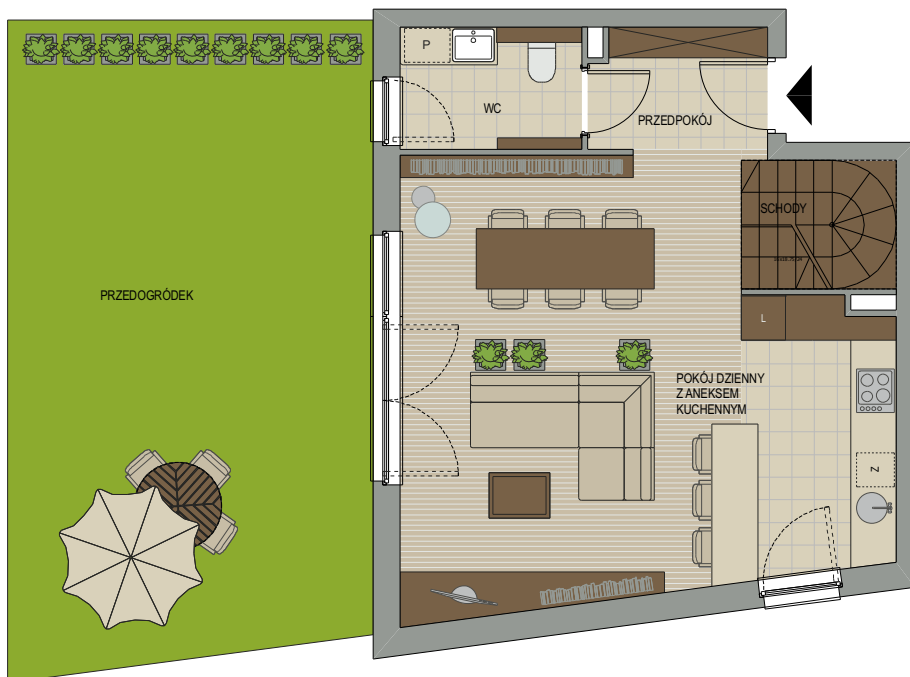 P
WC
PRZEDPOKÓJ
SCHODY
PRZEDOGRÓDEK
L
POKÓJ DZIENNY
Z ANEKSEM
KUCHENNYM
Z